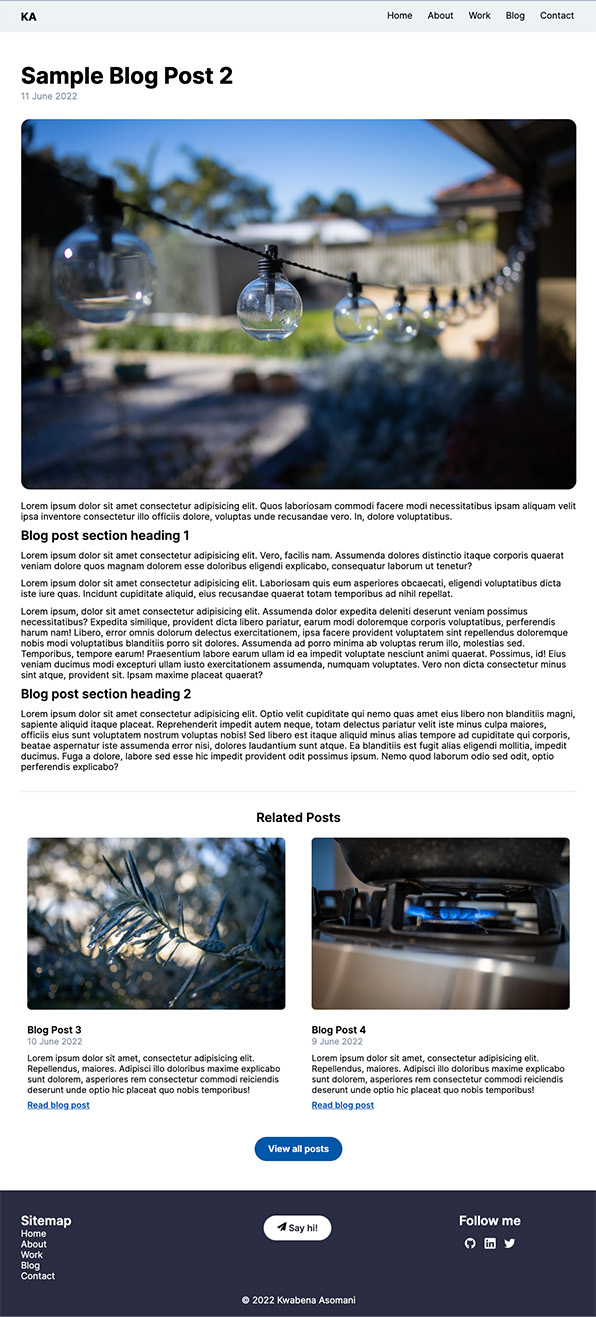 KA
Home About Work Blog Contact
Sample Blog Post 2
11 June 2022
Lorem ipsum dolor sit amet consectetur adipisicing elit. Quos laboriosam commodi facere modi necessitatibus ipsam aliquam velit
ipsa inventore consectetur illo officiis dolore, voluptas unde recusandae vero. In, dolore voluptatibus.
Blog post section heading 1
Lorem ipsum dolor sit amet consectetur adipisicing elit. Vero, facilis nam. Assumenda dolores distinctio itaque corporis quaerat
veniam dolore quos magnam dolorem esse doloribus eligendi explicabo, consequatur laborum ut tenetur?
Lorem ipsum dolor sit amet consectetur adipisicing elit. Laboriosam quis eum asperiores obcaecati, eligendi voluptatibus dicta
iste iure quas. Incidunt cupiditate aliquid, eius recusandae quaerat totam temporibus ad nihil repellat.
Lorem ipsum, dolor sit amet consectetur adipisicing elit. Assumenda dolor expedita deleniti deserunt veniam possimus
necessitatibus? Expedita similique, provident dicta libero pariatur, earum modi doloremque corporis voluptatibus, perferendis
harum nam! Libero, error omnis dolorum delectus exercitationem, ipsa facere provident voluptatem sint repellendus doloremque
nobis modi voluptatibus blanditiis porro sit dolores. Assumenda ad porro minima ab voluptas rerum illo, molestias sed.
Temporibus, tempore earum! Praesentium labore earum ullam id ea impedit voluptate nesciunt animi quaerat. Possimus, id! Eius
veniam ducimus modi excepturi ullam iusto exercitationem assumenda, numquam voluptates. Vero non dicta consectetur minus
sint atque, provident sit. Ipsam maxime placeat quaerat?
Blog post section heading 2
Lorem ipsum dolor sit amet consectetur adipisicing elit. Optio velit cupiditate qui nemo quas amet eius libero non blanditiis magni,
sapiente aliquid itaque placeat. Reprehenderit impedit autem neque, totam delectus pariatur velit iste minus culpa maiores,
officiis eius sunt voluptatem nostrum voluptas nobis! Sed libero est itaque aliquid minus alias tempore ad cupiditate qui corporis,
beatae aspernatur iste assumenda error nisi, dolores laudantium sunt atque. Ea blanditiis est fugit alias eligendi mollitia, impedit
ducimus. Fuga a dolore, labore sed esse hic impedit provident odit possimus ipsum. Nemo quod laborum odio sed odit, optio
perferendis explicabo?
Related Posts
Blog Post 3
10 June 2022
Lorem ipsum dolor sit amet, consectetur adipisicing elit.
Repellendus, maiores. Adipisci illo doloribus maxime explicabo
sunt dolorem, asperiores rem consectetur commodi reiciendis
deserunt unde optio hic placeat quo nobis temporibus!
Read blog post
Blog Post 4
9 June 2022
Lorem ipsum dolor sit amet, consectetur adipisicing elit.
Repellendus, maiores. Adipisci illo doloribus maxime explicabo
sunt dolorem, asperiores rem consectetur commodi reiciendis
deserunt unde optio hic placeat quo nobis temporibus!
Read blog post
View all posts
Sitemap
Home
About
Work
Blog
Contact
Say hi!
Follow me
© 2022 Kwabena Asomani